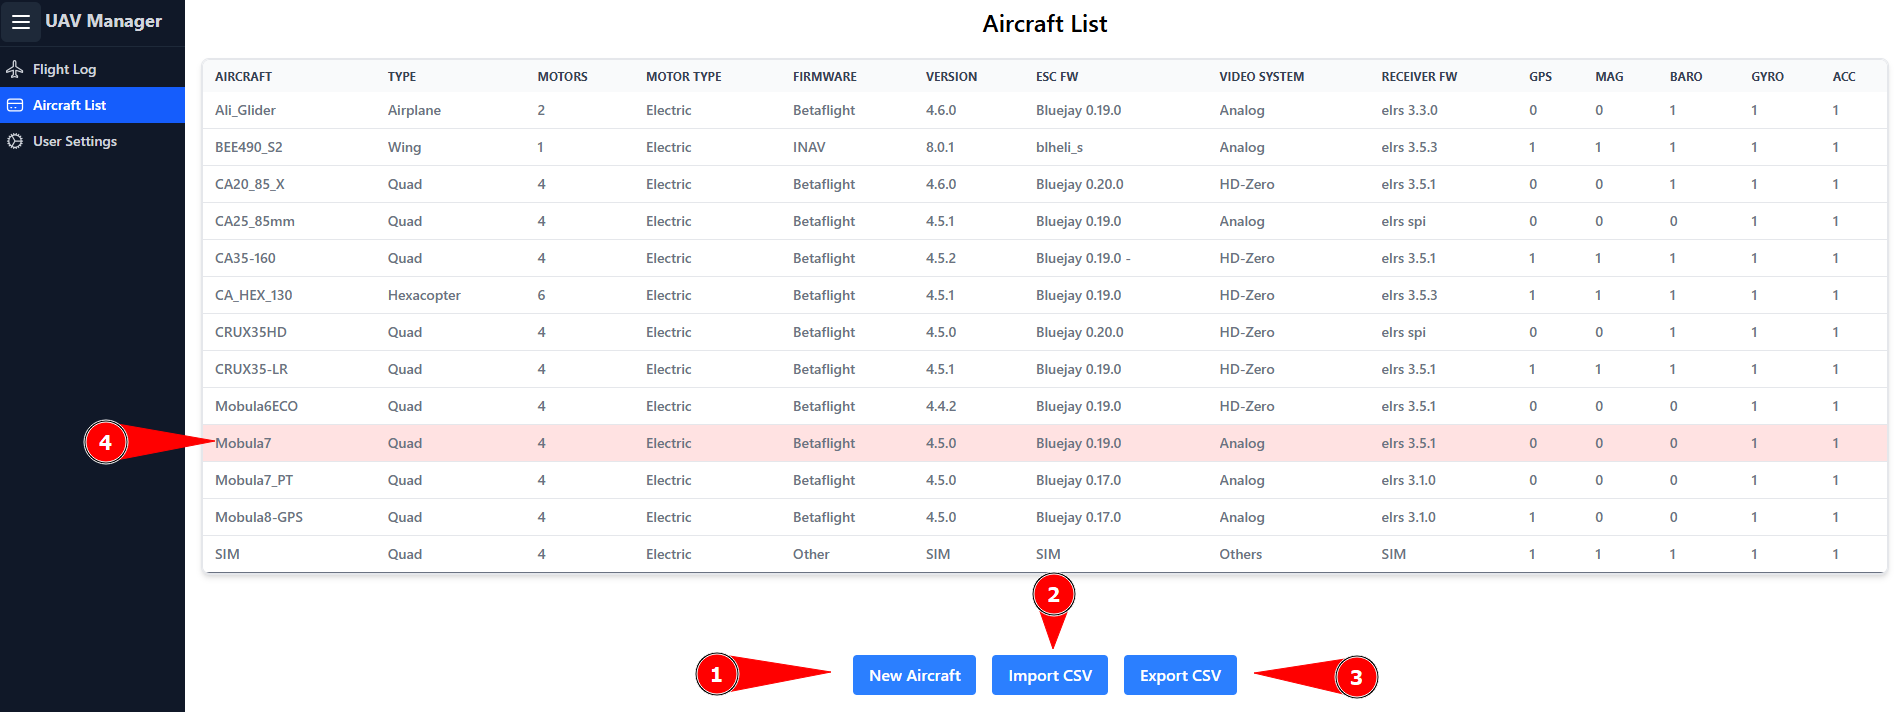 UAV Manager
Flight Log
Aircraft List
User Settings
Aircraft List
AIRCRAFT TYPE MOTORS MOTOR TYPE FIRMWARE VERSION ESC FW VIDEO SYSTEM RECEIVER FW GPS MAG BARO GYRO ACC
Ali_Glider Airplane 2 Electric Betaflight 4.6.0 Bluejay 0.19.0 Analog elrs 3.3.0 0 0 1 1 1
BEE490_S2 Wing 1 Electric INAV 8.0.1 blheli_s Analog elrs 3.5.3 1 1 1 1 1
CA20_85_X Quad 4 Electric Betaflight 4.6.0 Bluejay 0.20.0 HD-Zero elrs 3.5.1 0 0 1 1 1
CA25_85mm Quad 4 Electric Betaflight 4.5.1 Bluejay 0.19.0 Analog elrs spi 0 0 0 1 1
CA35-160 Quad 4 Electric Betaflight 4.5.2 Bluejay 0.19.0 - HD-Zero elrs 3.5.1 1 1 1 1 1
CA_HEX_130 Hexacopter 6 Electric Betaflight 4.5.1 Bluejay 0.19.0 HD-Zero elrs 3.5.3 1 1 1 1 1
CRUX35HD Quad 4 Electric Betaflight 4.5.0 Bluejay 0.20.0 HD-Zero elrs spi 0 0 1 1 1
CRUX35-LR Quad 4 Electric Betaflight 4.5.1 Bluejay 0.19.0 HD-Zero elrs 3.5.1 1 1 1 1 1
Mobula6ECO Quad 4 Electric Betaflight 4.4.2 Bluejay 0.19.0 HD-Zero elrs 3.5.1 0 0 0 1 1
4 Mobula7 Quad 4 Electric Betaflight 4.5.0 Bluejay 0.19.0 Analog elrs 3.5.1 0 0 0 1 1
Mobula7_PT Quad 4 Electric Betaflight 4.5.0 Bluejay 0.17.0 Analog elrs 3.1.0 0 0 0 1 1
Mobula8-GPS Quad 4 Electric Betaflight 4.5.0 Bluejay 0.17.0 Analog elrs 3.1.0 1 0 0 1 1
SIM Quad 4 Electric Other SIM SIM Others SIM 1 1 1 1 1
2
1 New Aircraft Import CSV Export CSV 3